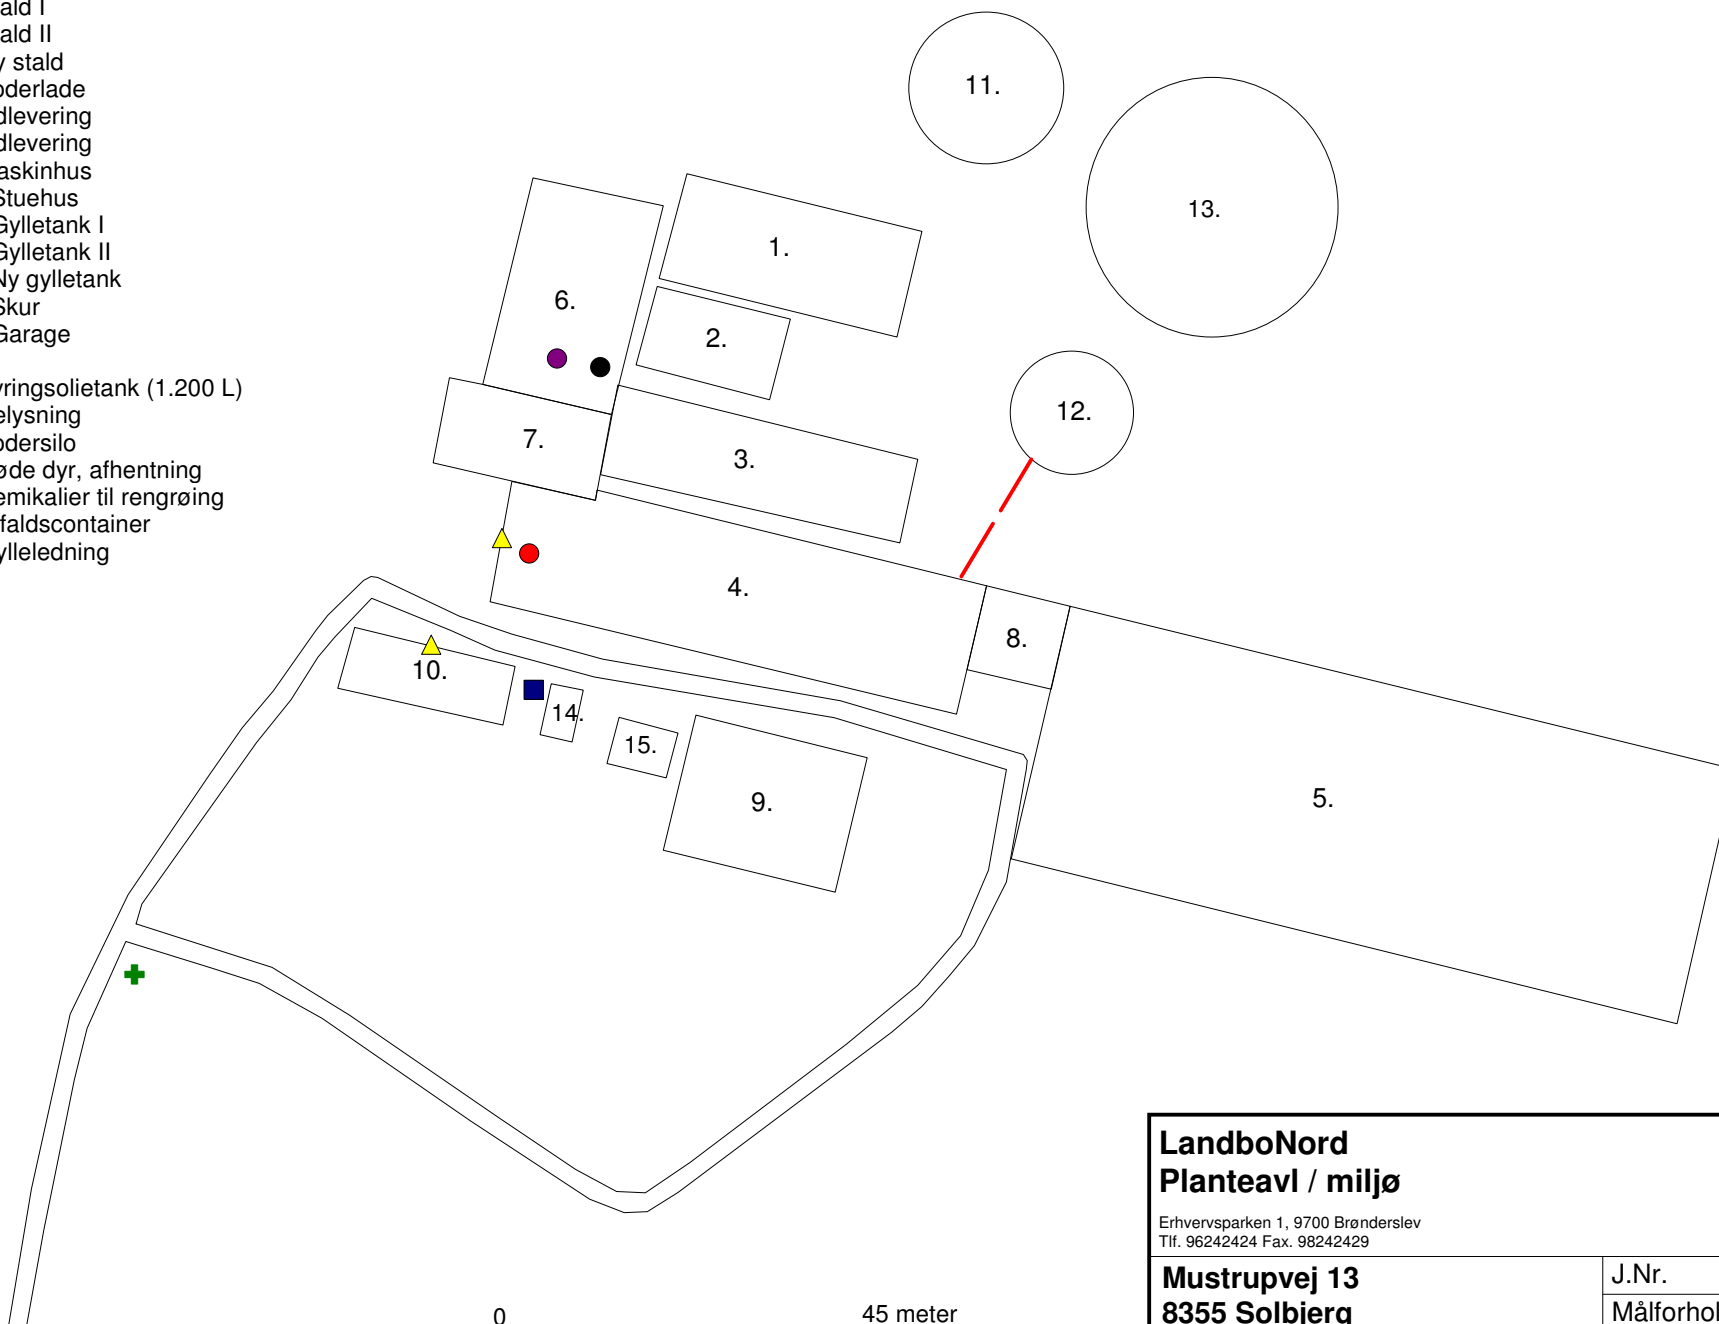 ald I
ald II
stald
oderlade
dlevering
dlevering
askinhus
Stuehus
Gylletank I
Gylletank II
Ny gylletank
Skur
Garage
yringsolietank (1.200 L)
elysning
odersilo
øde dyr, afhentning
emikalier til rengrøing
ffaldscontainer
ylleledning
11.
13.
1.
6.
2.
12.
7.
3.
4.
8.
10.
14.
15.
9.
5.
LandboNord
Planteavl / miljø
Erhvervsparken 1, 9700 Brønderslev
Tlf. 96242424 Fax. 98242429
Mustrupvej 13
8355 Solbjerg
J.Nr.
Målforhol
0
45 meter